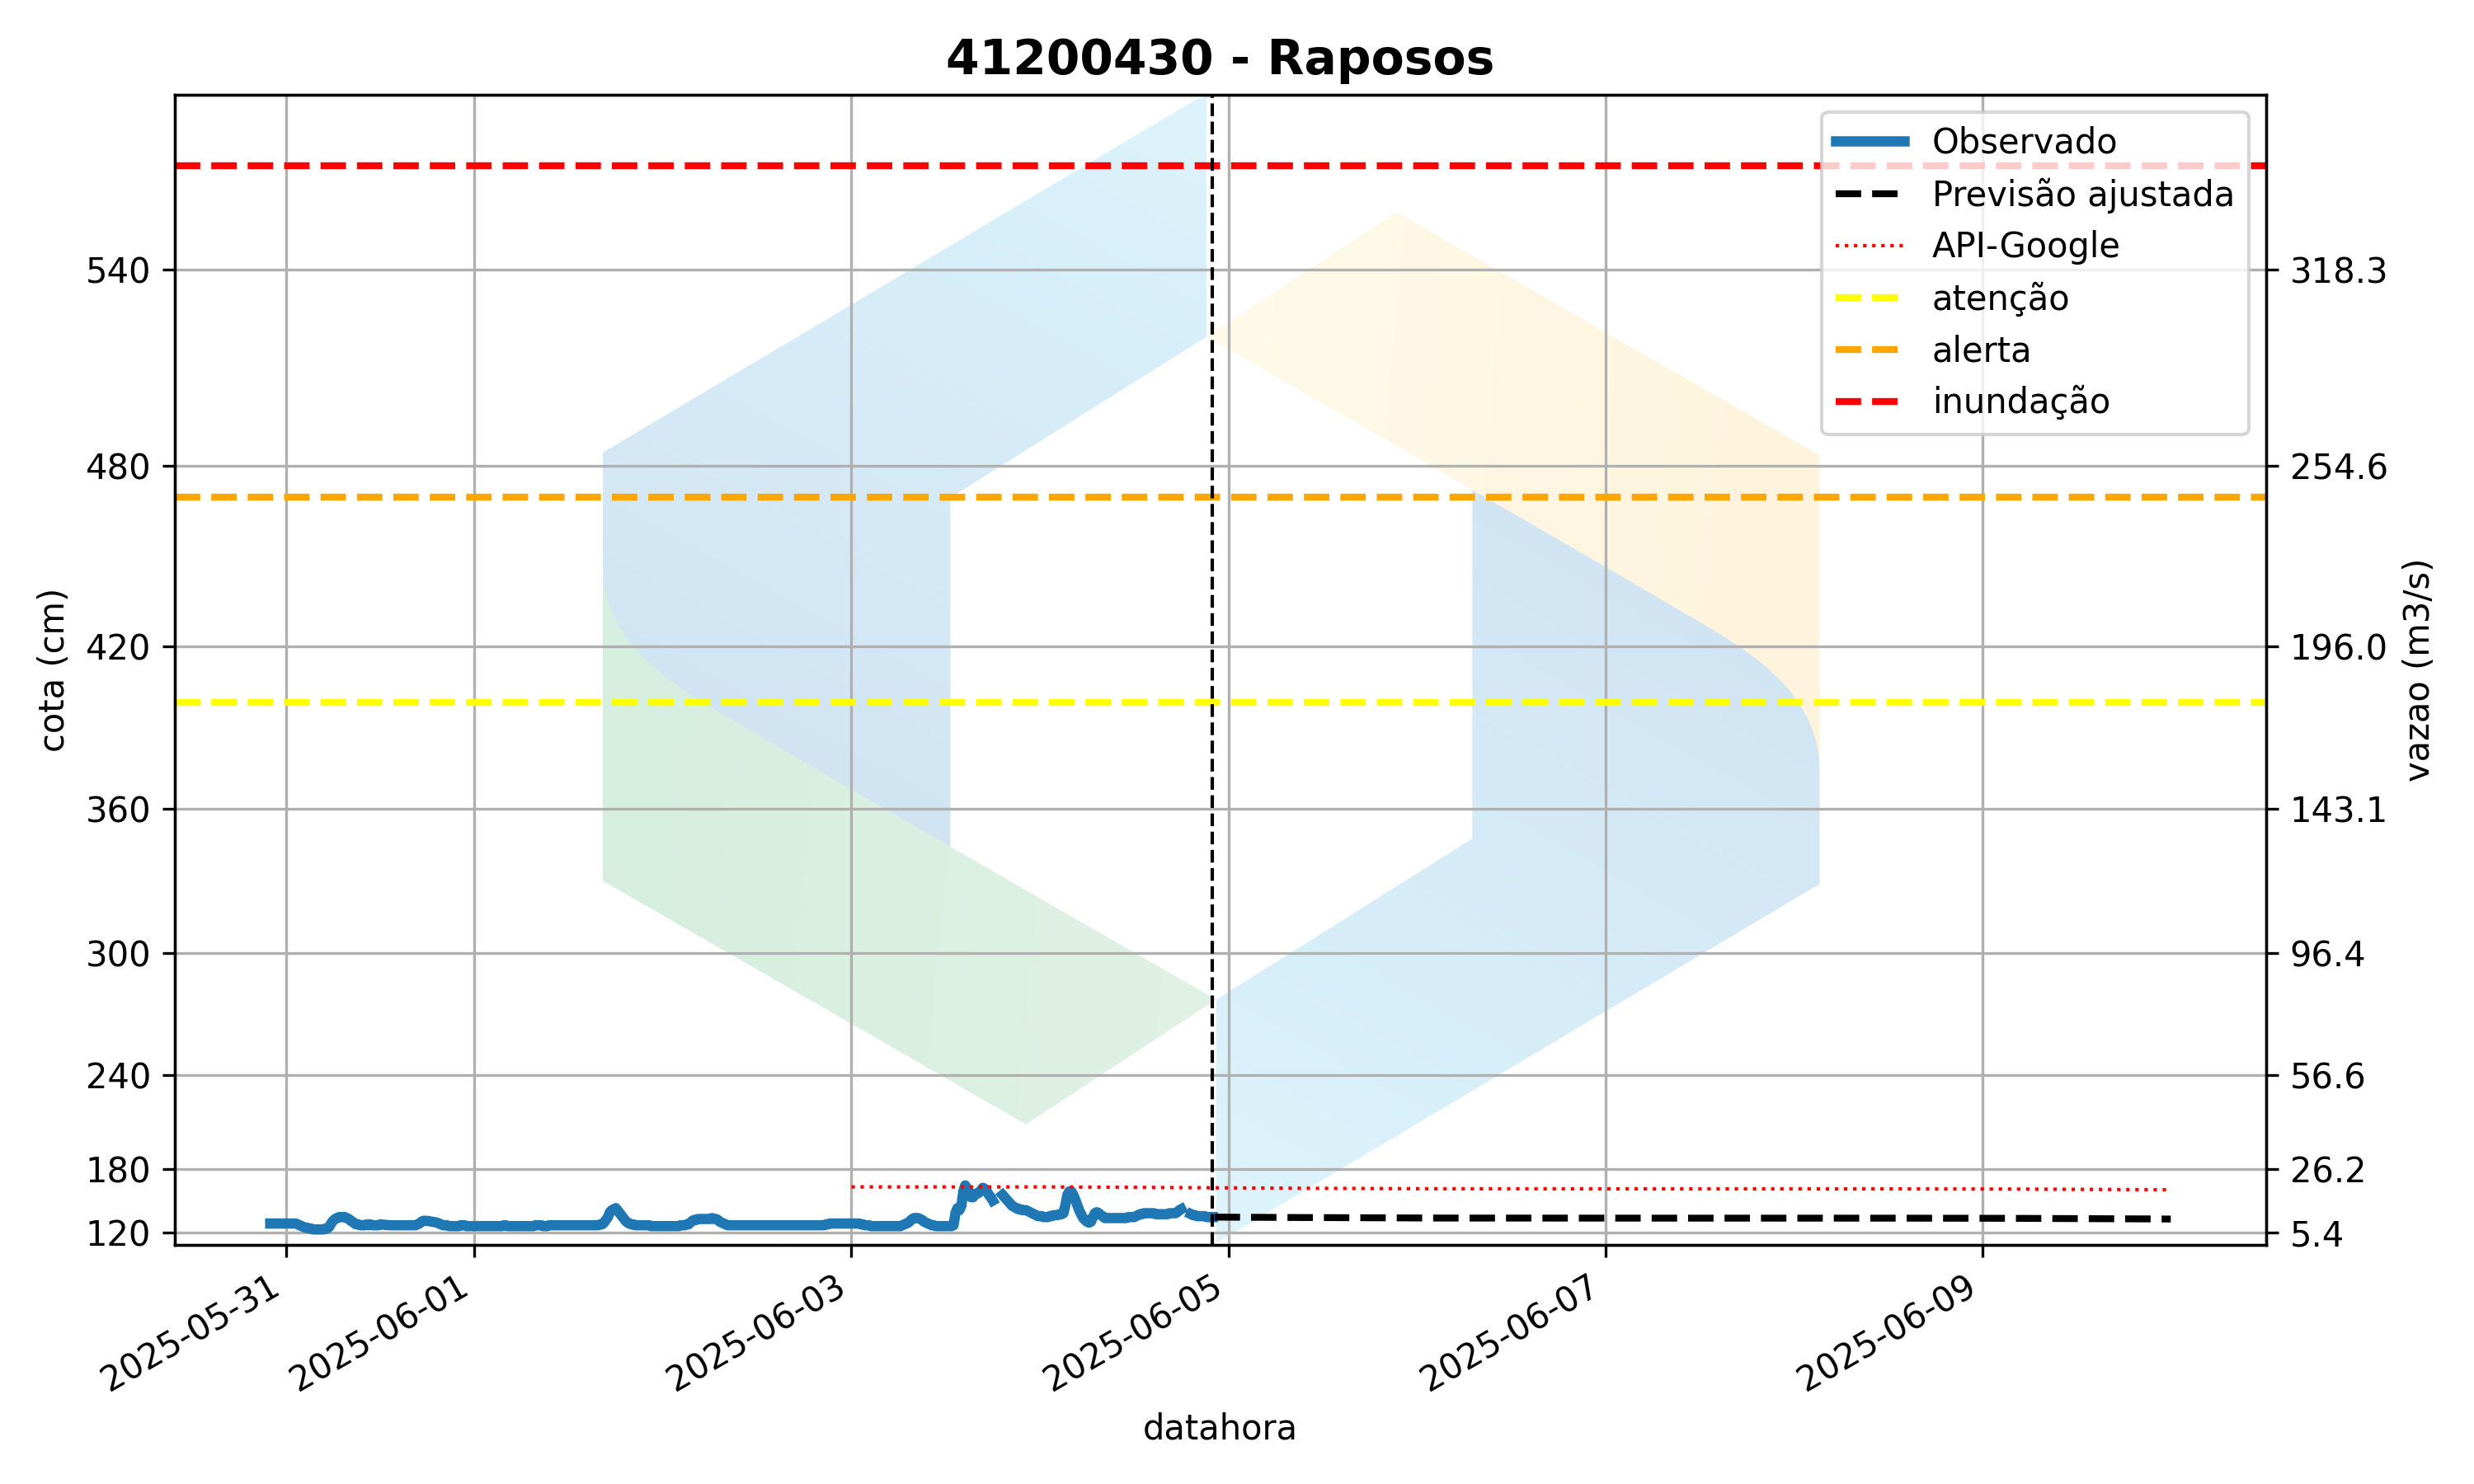 41200430 - Raposos
Observado
Previsão ajustada
API-Google
atenção
alerta
inundação
540
480
420
360
300
240
180
120
cota (cm)
318.3
254.6
196.0
143.1
96.4
56.6
26.2
5.4
vazao (m3/s)
2025-05-31
2025-06-01
2025-06-03
2025-06-05
2025-06-07
2025-06-09
datahora